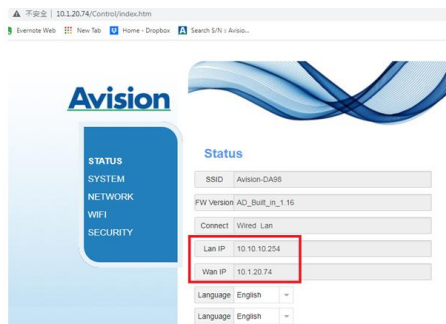 不安全 | 10.1.20.74/Control/index.htm
Evernote Web New Tab Home - Dropbox Search S/N :: Avisio...
Avision
STATUS
SYSTEM
NETWORK
WIFI
SECURITY
Status
SSID Avision-DA98
FW Version AD_Built_in_1.16
Connect Wired Lan
Lan IP 10.10.10.254
Wan IP 10.1.20.74
Language English
Language English